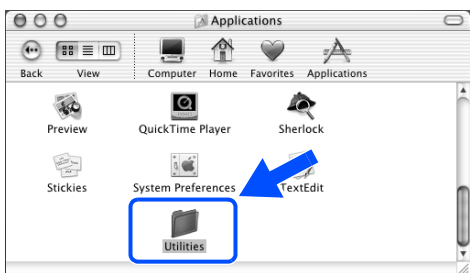 Applications
Back View Computer Home Favorites Applications
Preview QuickTime Player Sherlock
Stickies System Preferences TextEdit
Utilities